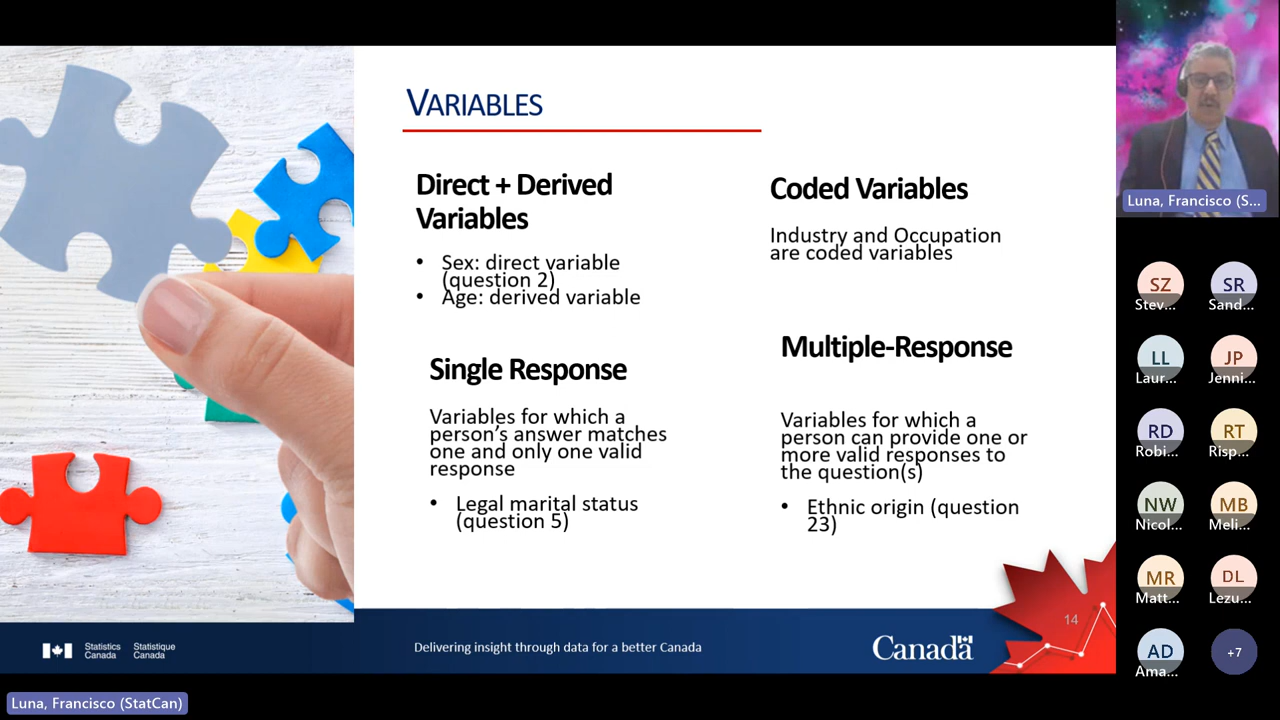 VARIABLES
Direct + Derived
Variables
• Sex: direct variable
(question 2)
• Age: derived variable
Coded Variables
Industry and Occupation
are coded variables
Single Response
Variables for which a
person’s answer matches
one and only one valid
response
• Legal marital status
(question 5)
Multiple-Response
Variables for which a
person can provide one or
more valid responses to
the question(s)
• Ethnic origin (question
23)
14
Statistics
Canada
Statistique
Canada
Delivering insight through data for a better Canada
Canada
Luna, Francisco (StatCan)
Luna, Francisco (S...
SZ
Stev...
SR
Sand...
LL
Laur...
JP
Jenni...
RD
Robi...
RT
Risp...
NW
Nicol...
MB
Meli...
MR
Matt...
DL
Lezu...
AD
Ama...
+7